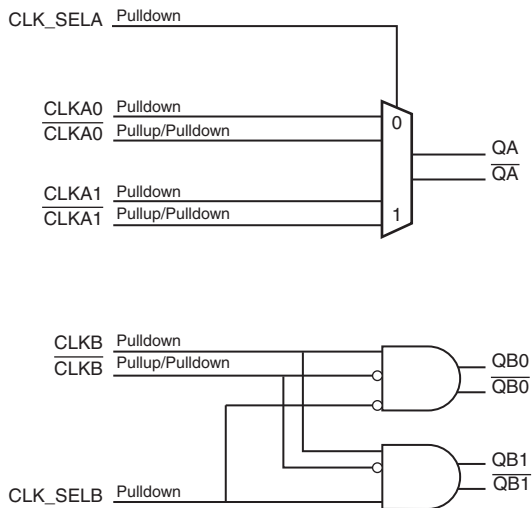 CLK_SELA Pulldown
CLKA0 Pulldown
CLKA0 Pullup/Pulldown
0
QA
QA
CLKA1 Pulldown
CLKA1 Pullup/Pulldown
1
CLKB Pulldown
CLKB Pullup/Pulldown
QB0
QB0
QB1
QB1
CLK_SELB Pulldown